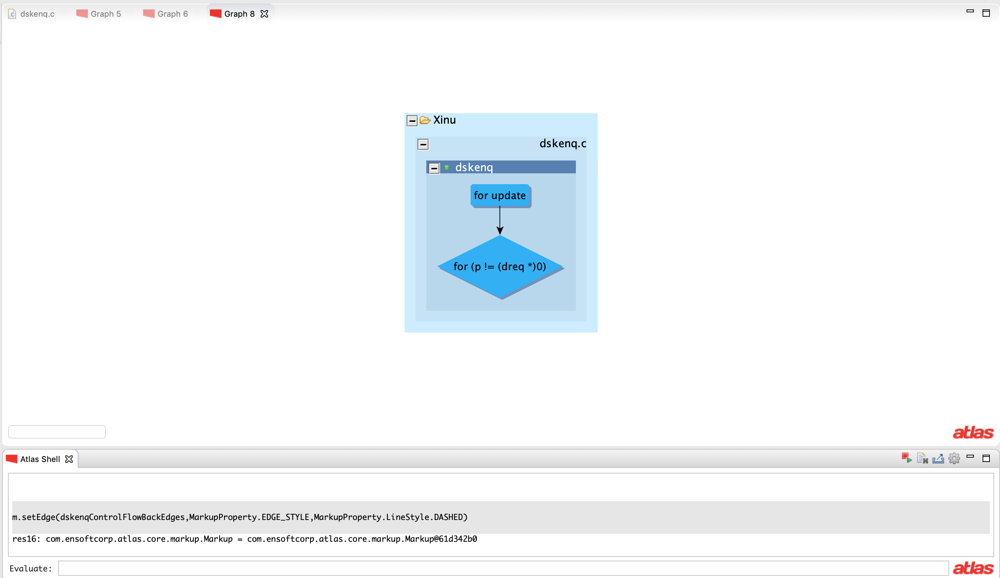 dskenq.c Graph 5 Graph 6 Graph 8
Xinu
dskenq.c
dskenq
for update
for (p != (dreq *)0)
atlas
Atlas Shell
m.setEdge(dskenqControlFlowBackEdges,MarkupProperty.EDGE_STYLE,MarkupProperty.LineStyle.DASHED)
res16: com.ensoftcorp.atlas.core.markup.Markup = com.ensoftcorp.atlas.core.markup.Markup@61d342b0
Evaluate: atlas